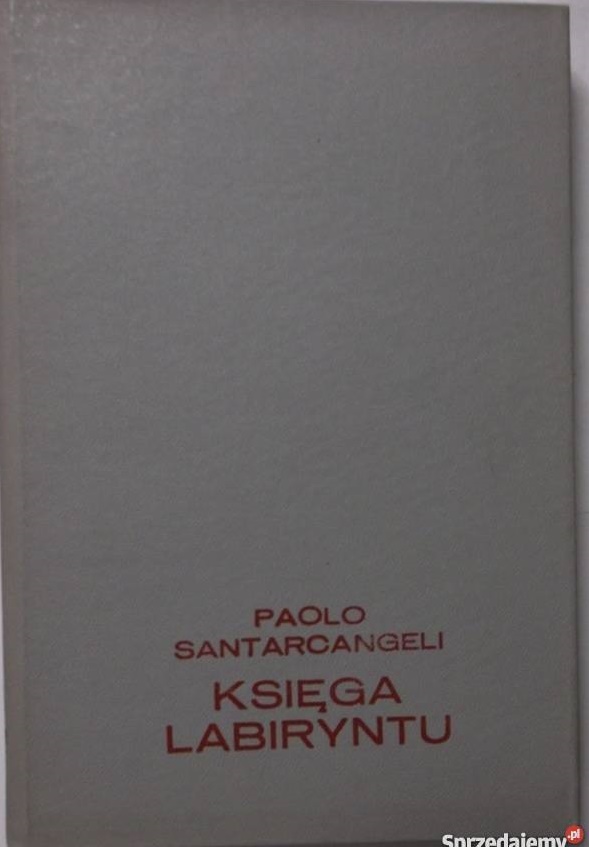 PAOLO
SANTARCANGELI
KSIĘGA
LABIRYNTU
Sprzedajemy.pl